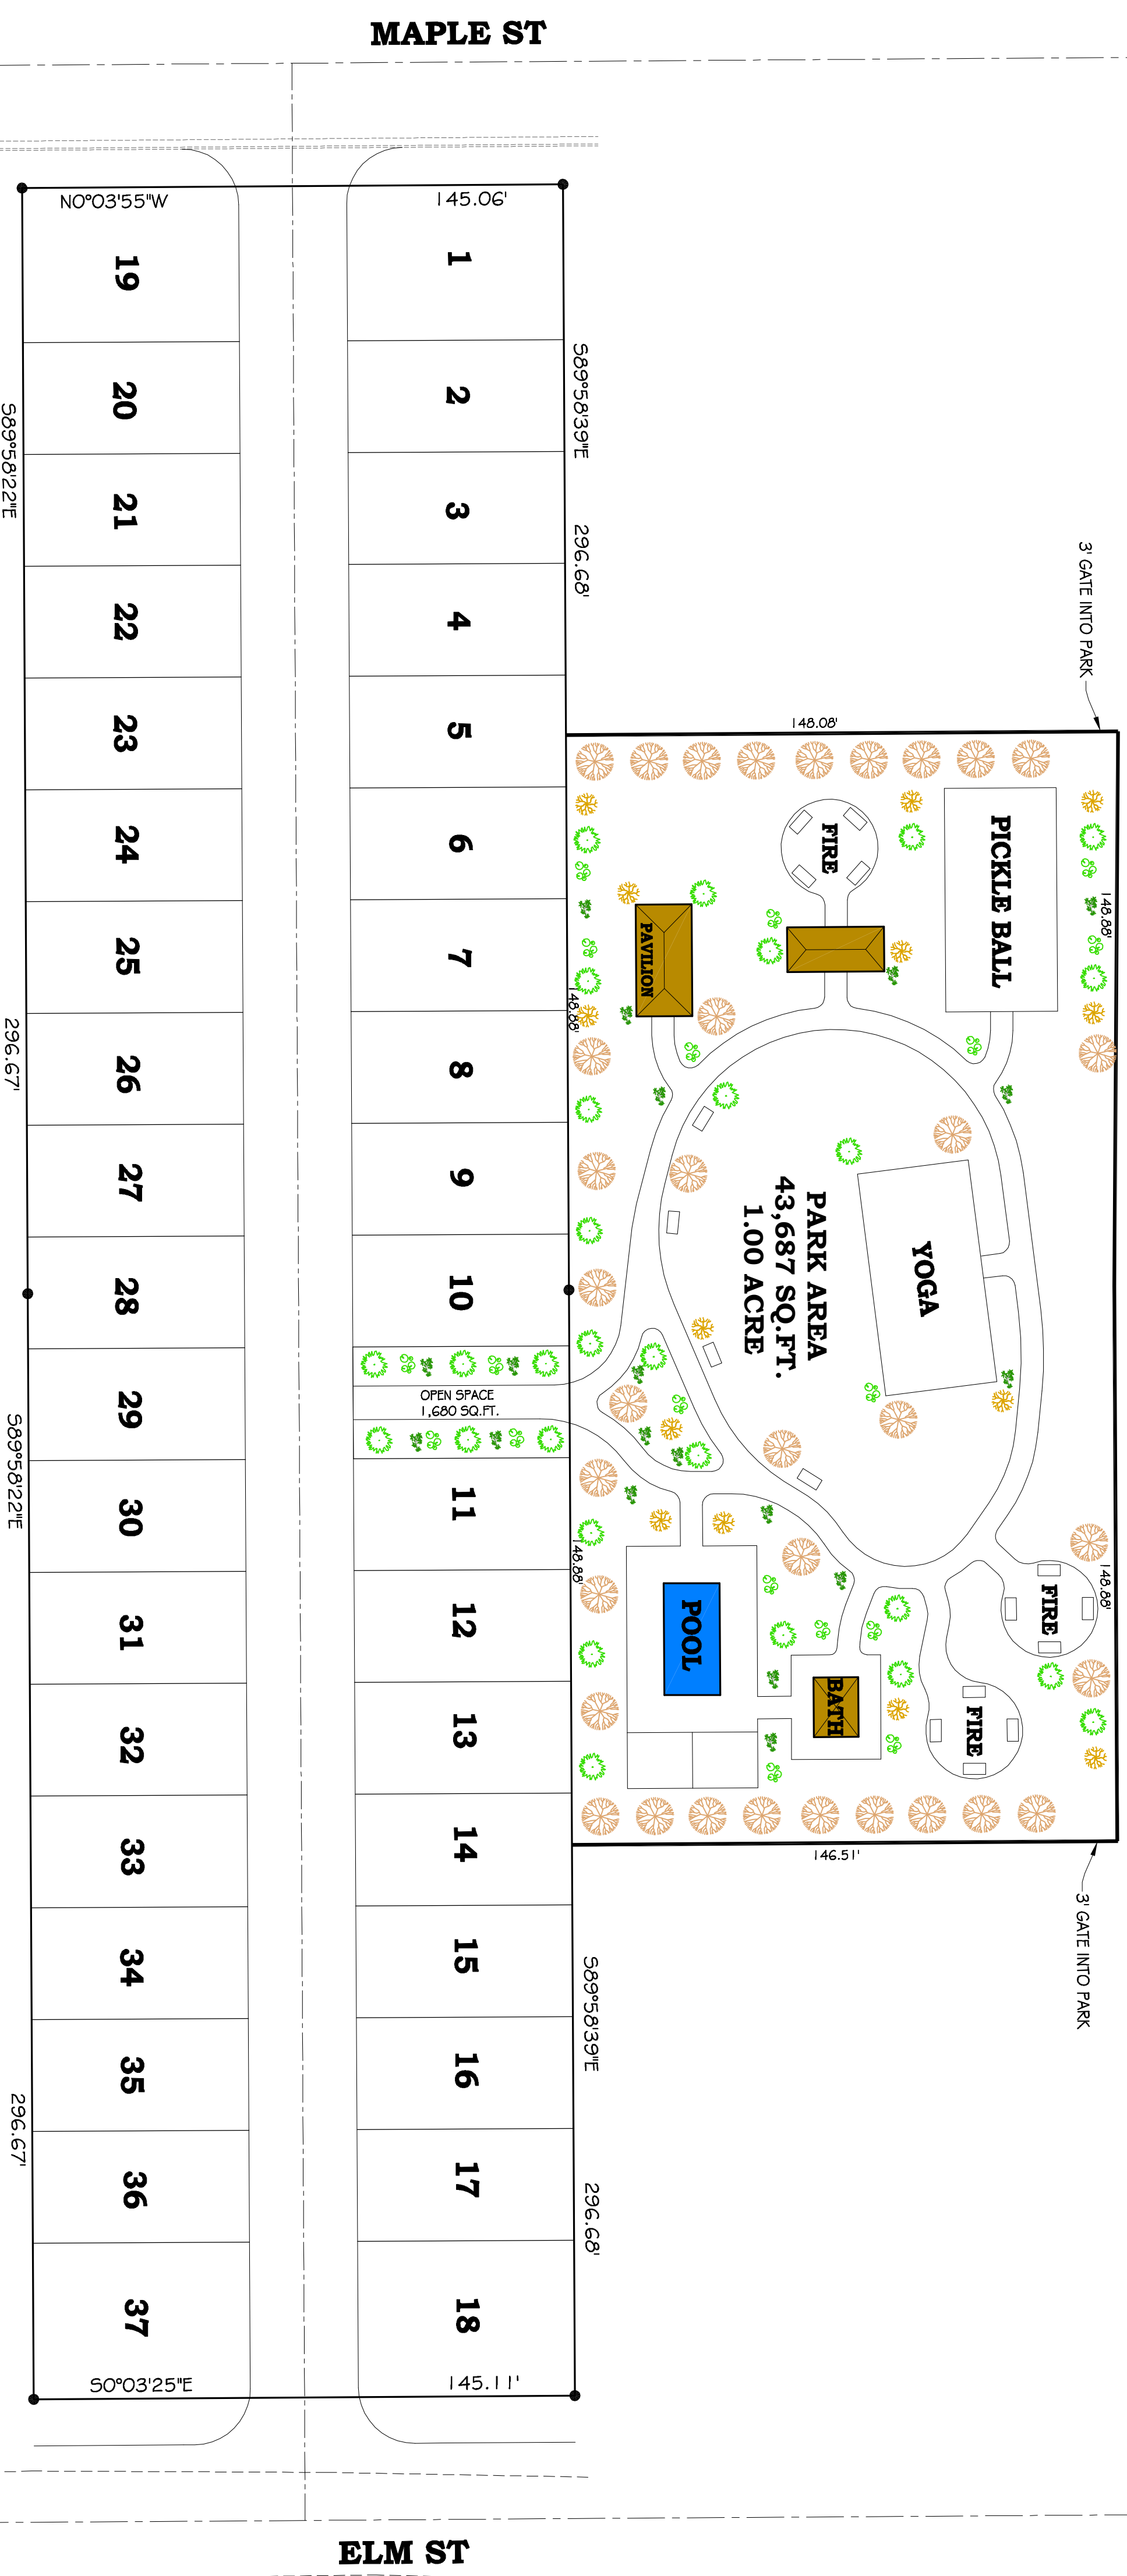 MAPLE ST
N0°03'55"W
145.06'
19
1
20
2
S89°58'39"E
296.68'
S89°58'22"E
21
3
22
4
23
5
24
6
25
7
26
8
296.67'
27
9
28
10
29
OPEN SPACE
1,680 SQ.FT.
S89°58'22"E
30
11
31
12
32
13
33
14
34
15
35
16
36
17
296.67'
S89°58'39"E
296.68'
37
18
S0°03'25"E
145.11'
3' GATE INTO PARK
148.08'
148.88'
148.88'
PICKLE BALL
FIRE
PAVILION
YOGA
PARK AREA
43,687 SQ.FT.
1.00 ACRE
148.88'
148.88'
FIRE
FIRE
POOL
BATH
146.51'
3' GATE INTO PARK
ELM ST